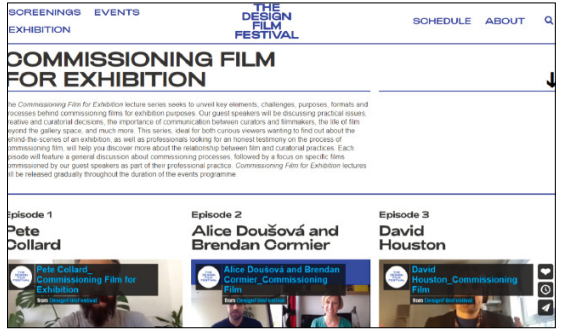 SCREENINGS EVENTS
EXHIBITION
THE
DESIGN
FILM
FESTIVAL
SCHEDULE ABOUT
COMMISSIONING FILM
FOR EXHIBITION
he Commissioning Film for Exhibition lecture series seeks to unveil key elements, challenges, purposes, formats and
rocesses behind commissioning films for exhibition purposes. Our guest speakers will be discussing practical issues,
reative and curatorial decisions, the importance of communication between curators and filmmakers, the life of film
eyond the gallery space, and much more. This series, ideal for both curious viewers wanting to find out about the
ehind-the-scenes of an exhibition, as well as professionals looking for an honest testimony on the process of
ommissioning film, will help you discover more about the relationship between film and curatorial practices. Each
pisode will feature a general discussion about commissioning processes, followed by a focus on specific films
ommissioned by our guest speakers as part of their professional practice. Commissioning Film for Exhibition lectures
ill be released gradually throughout the duration of the events programme.
Episode 1
Pete
Collard
Episode 2
Alice Doušová and
Brendan Cormier
Episode 3
David
Houston
Pete Collard_
Commissioning Film for
Exhibition
from DesignFilmFestival
Alice Doušová and Brendan
Cormier_Commissioning
Film
from DesignFilmFestival
David
Houston_Commissioning
Film
from DesignFilmFestival